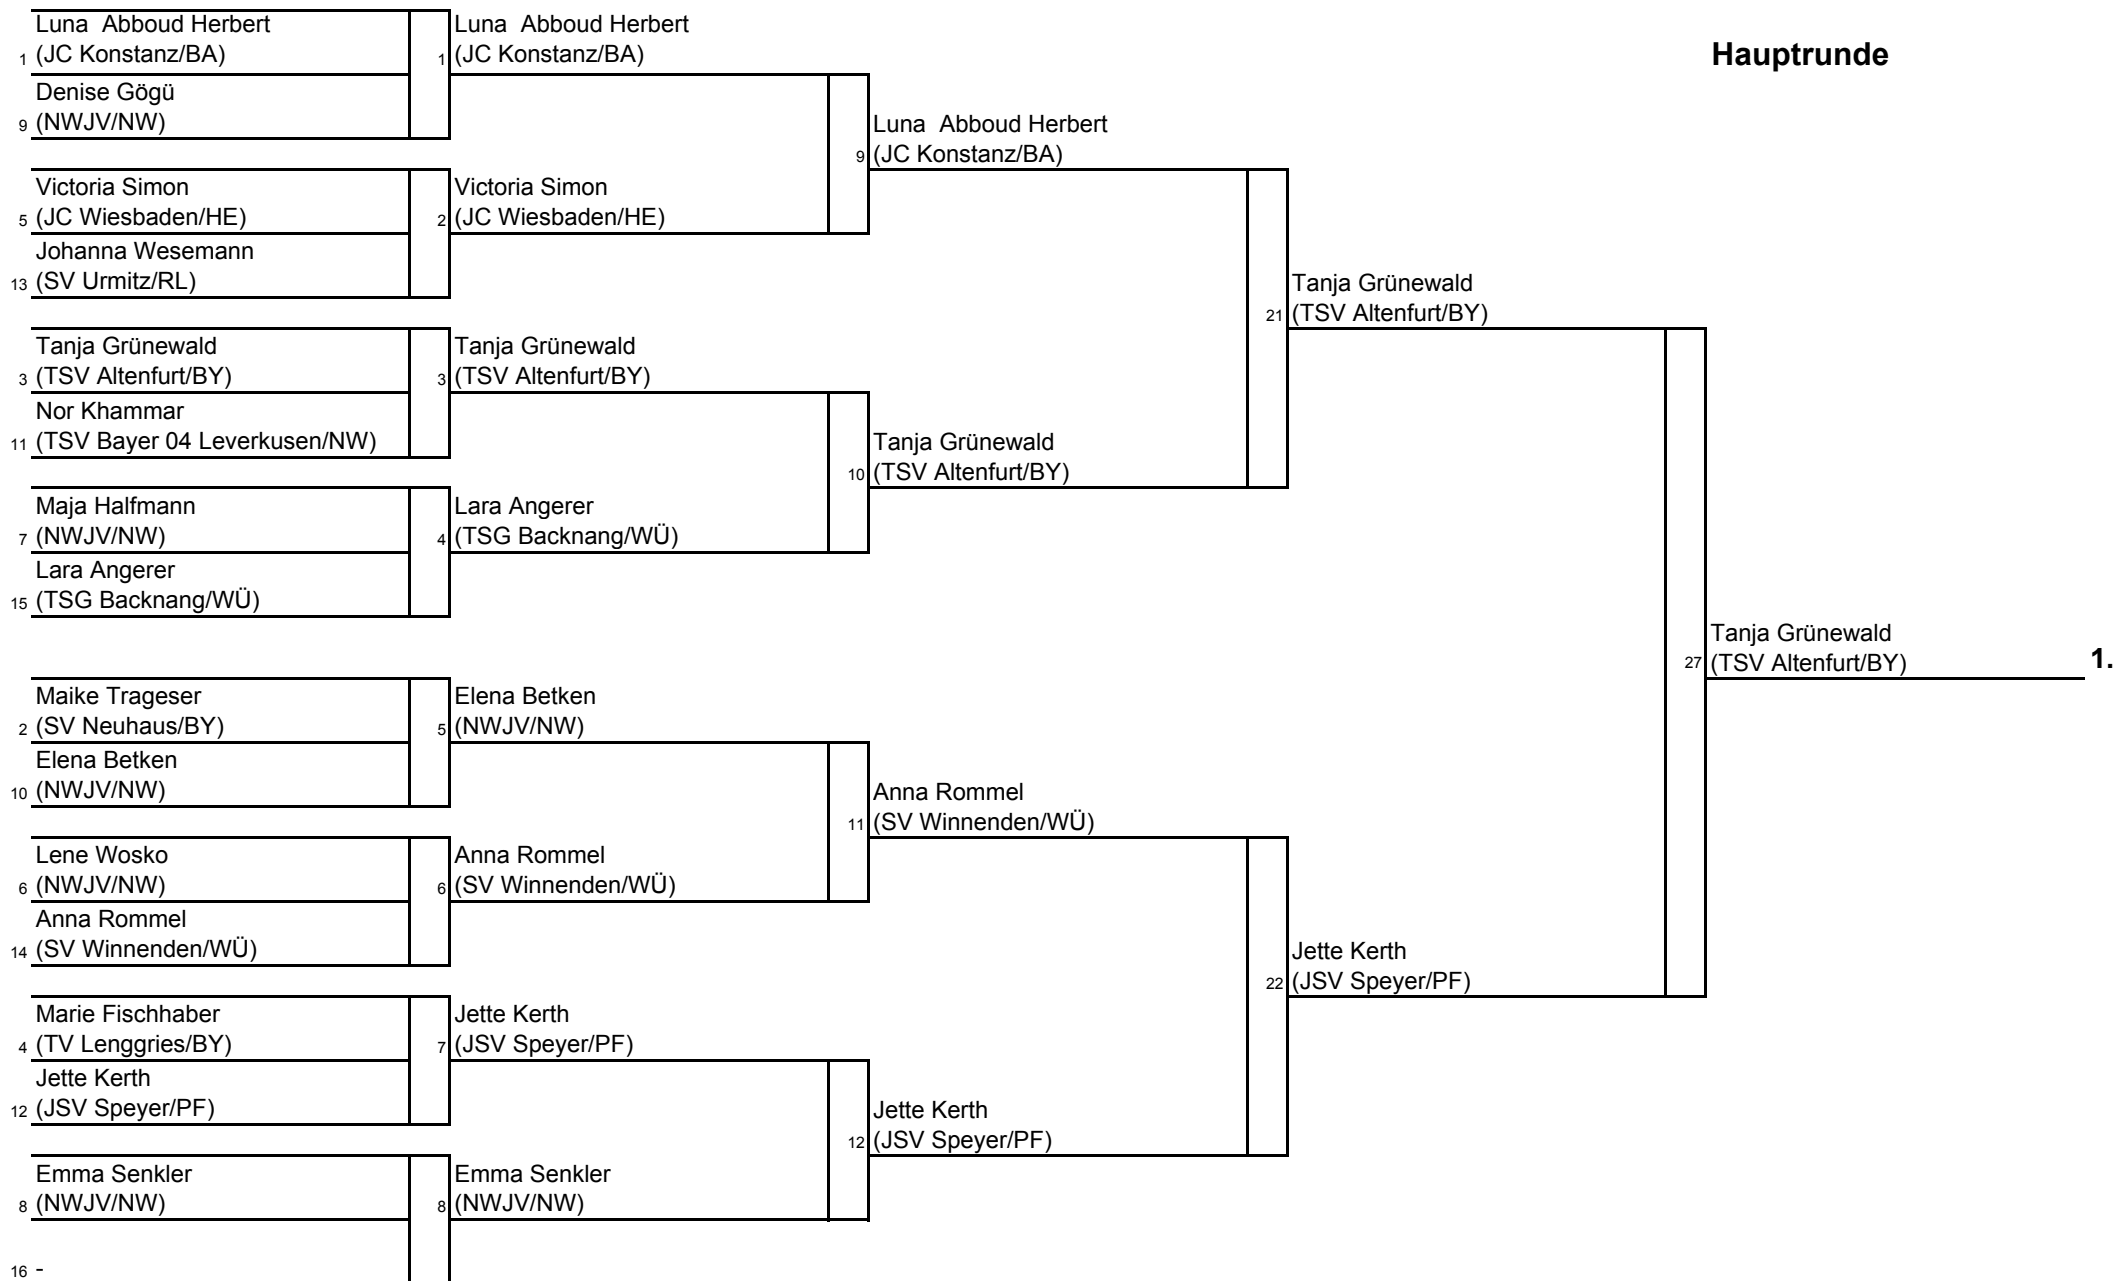 Hauptrunde
Luna  Abboud Herbert
1 (JC Konstanz/BA)
Denise Gögü
9 (NWJV/NW)
Victoria Simon
5 (JC Wiesbaden/HE)
Johanna Wesemann
13 (SV Urmitz/RL)
Tanja Grünewald
3 (TSV Altenfurt/BY)
Nor Khammar
11 (TSV Bayer 04 Leverkusen/NW)
Maja Halfmann
7 (NWJV/NW)
Lara Angerer
15 (TSG Backnang/WÜ)
Maike Trageser
2 (SV Neuhaus/BY)
Elena Betken
10 (NWJV/NW)
Lene Wosko
6 (NWJV/NW)
Anna Rommel
14 (SV Winnenden/WÜ)
Marie Fischhaber
4 (TV Lenggries/BY)
Jette Kerth
12 (JSV Speyer/PF)
Emma Senkler
8 (NWJV/NW)
16 -
Luna  Abboud Herbert
1 (JC Konstanz/BA)
Victoria Simon
2 (JC Wiesbaden/HE)
Tanja Grünewald
3 (TSV Altenfurt/BY)
Lara Angerer
4 (TSG Backnang/WÜ)
Elena Betken
5 (NWJV/NW)
Anna Rommel
6 (SV Winnenden/WÜ)
Jette Kerth
7 (JSV Speyer/PF)
Emma Senkler
8 (NWJV/NW)
Luna  Abboud Herbert
9 (JC Konstanz/BA)
Tanja Grünewald
10 (TSV Altenfurt/BY)
Anna Rommel
11 (SV Winnenden/WÜ)
Jette Kerth
12 (JSV Speyer/PF)
Tanja Grünewald
21 (TSV Altenfurt/BY)
Jette Kerth
22 (JSV Speyer/PF)
Tanja Grünewald
27 (TSV Altenfurt/BY) 1.